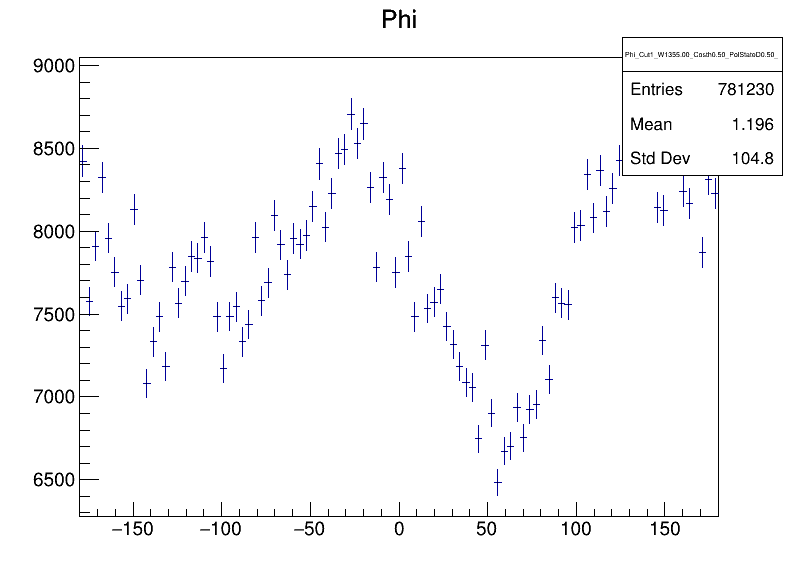 Phi
Phi_Cut1_W1355.00_Costh0.50_PolStateD0.50_
Entries 781230
Mean 1.196
Std Dev 104.8
9000
8500
8000
7500
7000
6500
−150 −100 −50 0 50 100 150